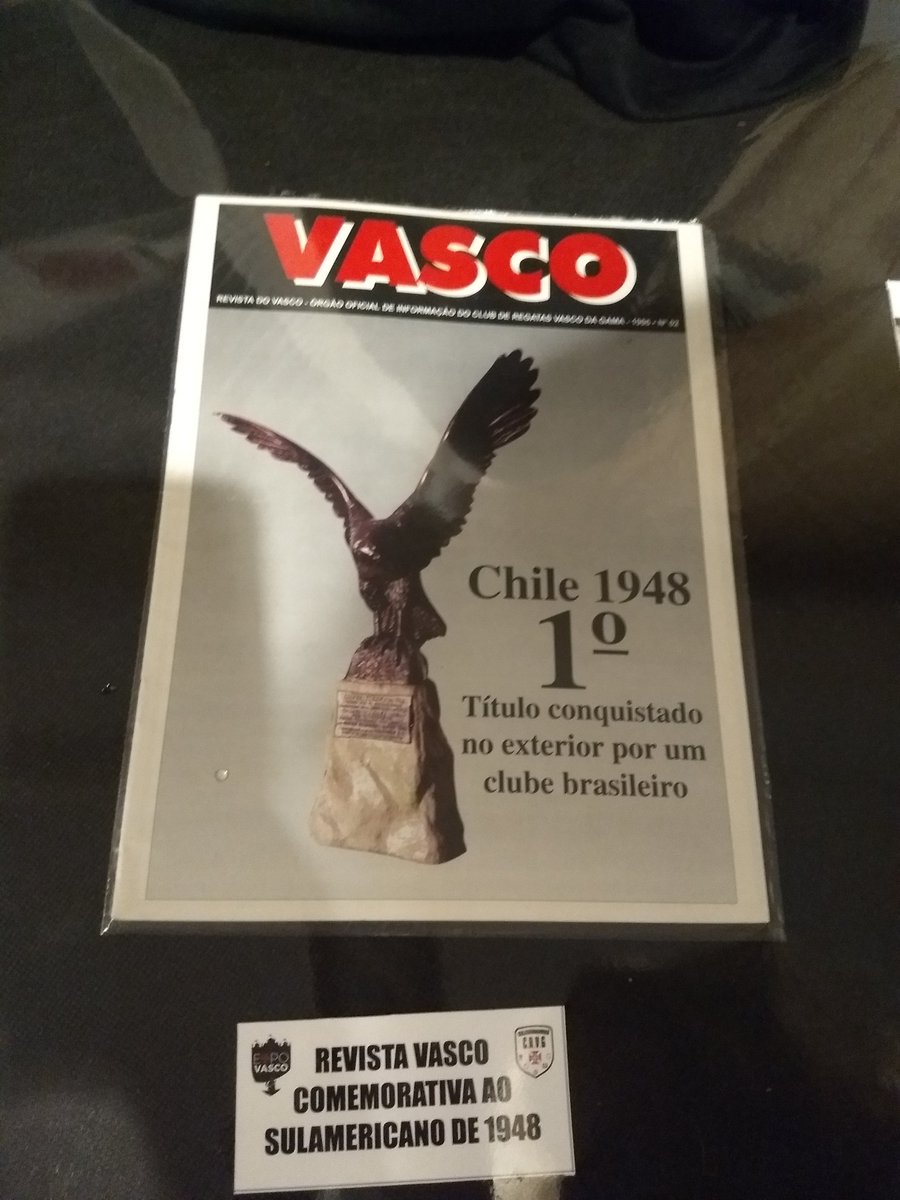 VASCO
REVISTA DO VASCO - ÓRGÃO OFICIAL DE INFORMAÇÃO DO CLUB DE REGATAS VASCO DA GAMA
Chile 1948
1º
Título conquistado
no exterior por um
clube brasileiro
EXPO
VASCO
REVISTA VASCO
COMEMORATIVA AO
SULAMERICANO DE 1948
C.R.V.G